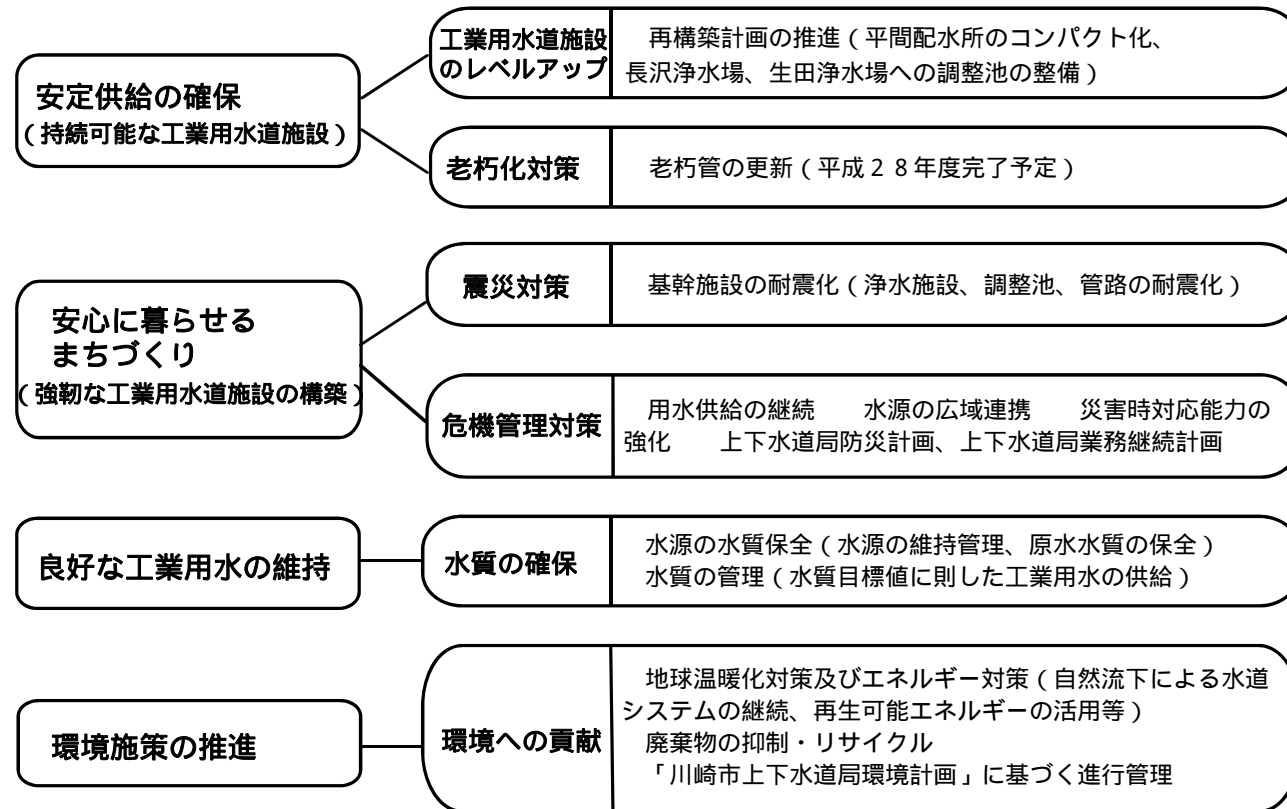 安定供給の確保
（持続可能な工業用水道施設）
工業用水道施設
のレベルアップ
再構築計画の推進（平間配水所のコンパクト化、
長沢浄水場、生田浄水場への調整池の整備）
老朽化対策
老朽管の更新（平成２８年度完了予定）
安心に暮らせる
まちづくり
（強靭な工業用水道施設の構築）
震災対策
基幹施設の耐震化（浄水施設、調整池、管路の耐震化）
危機管理対策
用水供給の継続　　水源の広域連携　　災害時対応能力の
強化　　上下水道局防災計画、上下水道局業務継続計画
良好な工業用水の維持
水質の確保
水源の水質保全（水源の維持管理、原水水質の保全）
水質の管理（水質目標値に則した工業用水の供給）
環境施策の推進
環境への貢献
地球温暖化対策及びエネルギー対策（自然流下による水道
システムの継続、再生可能エネルギーの活用等）
廃棄物の抑制・リサイクル
「川崎市上下水道局環境計画」に基づく進行管理